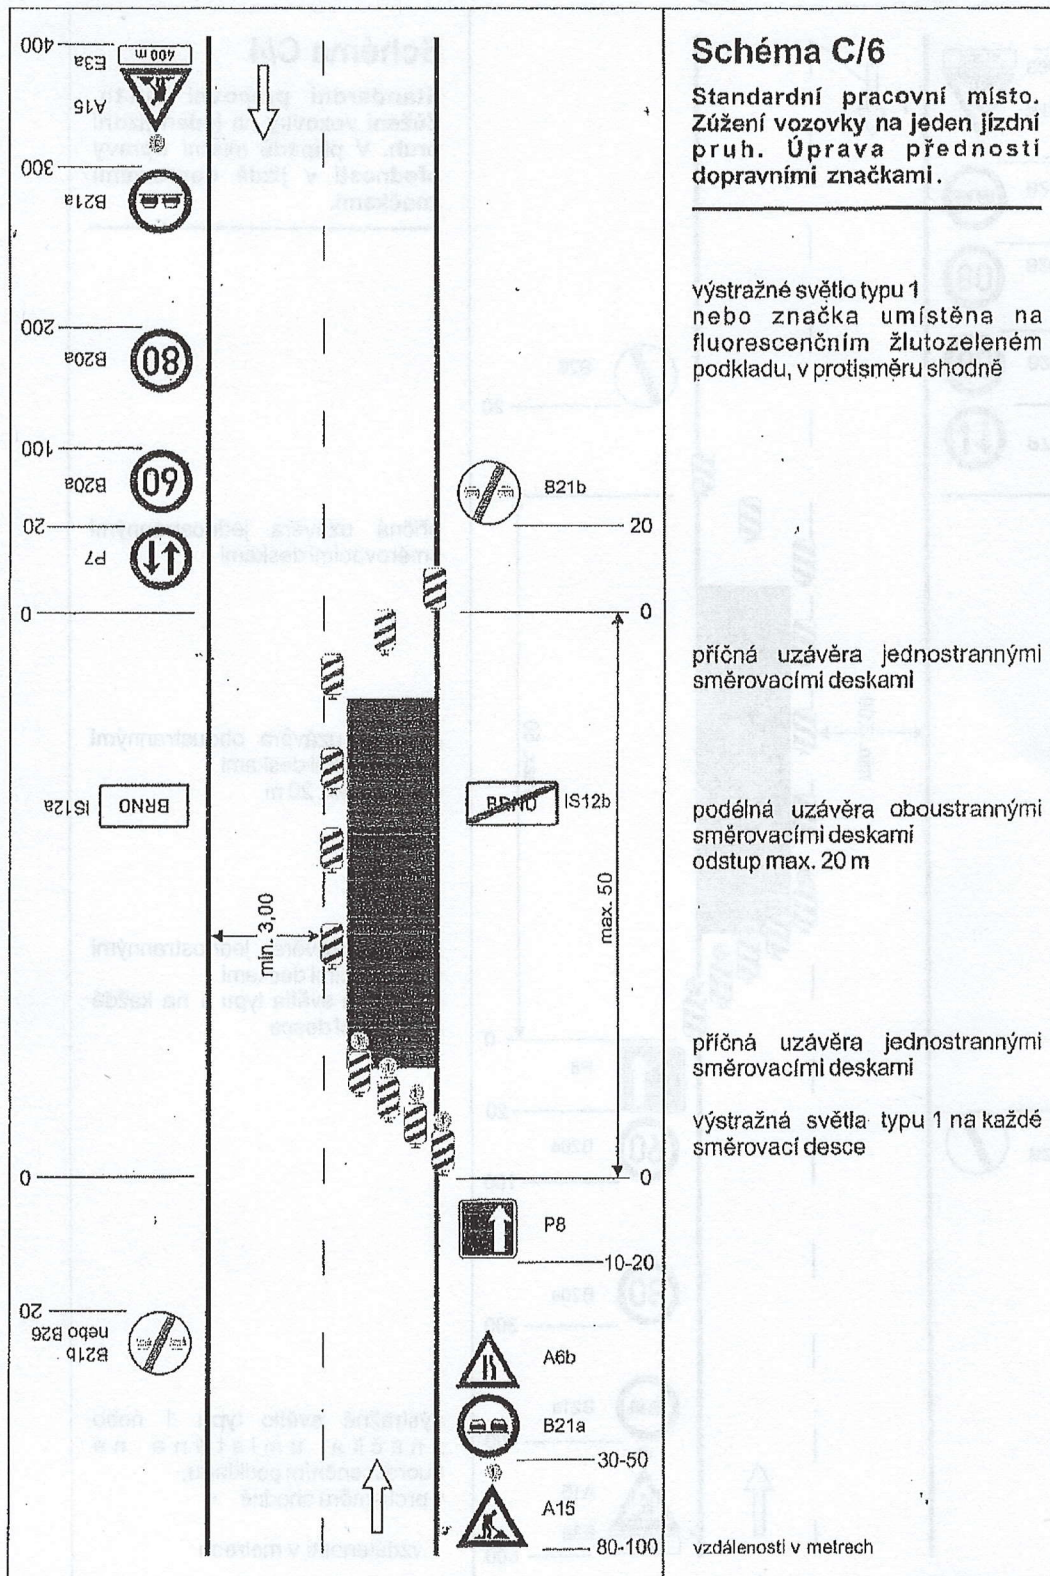 Schéma C/6
Standardní pracovní místo.
Zúžení vozovky na jeden jízdní
pruh. Úprava přednosti
dopravními značkami.
výstražné světlo typu 1
nebo značka umístěna na
fluorescenčním žlutozeleném
podkladu, v protisměru shodně
příčná uzávěra jednostrannými
směrovacími deskami
podélná uzávěra oboustrannými
směrovacími deskami
odstup max. 20 m
příčná uzávěra jednostrannými
směrovacími deskami
výstražná světla typu 1 na každé
směrovací desce
vzdálenosti v metrech
400
E3a
400 m
A15
300
B21a
200
B20a
80
100
B20a
60
20
P7
0
IS12a
BRNO
min. 3,00
0
20
B21b
nebo B26
B21b
20
0
BRNO
IS12b
max. 50
0
P8
10-20
A6b
B21a
30-50
A15
80-100